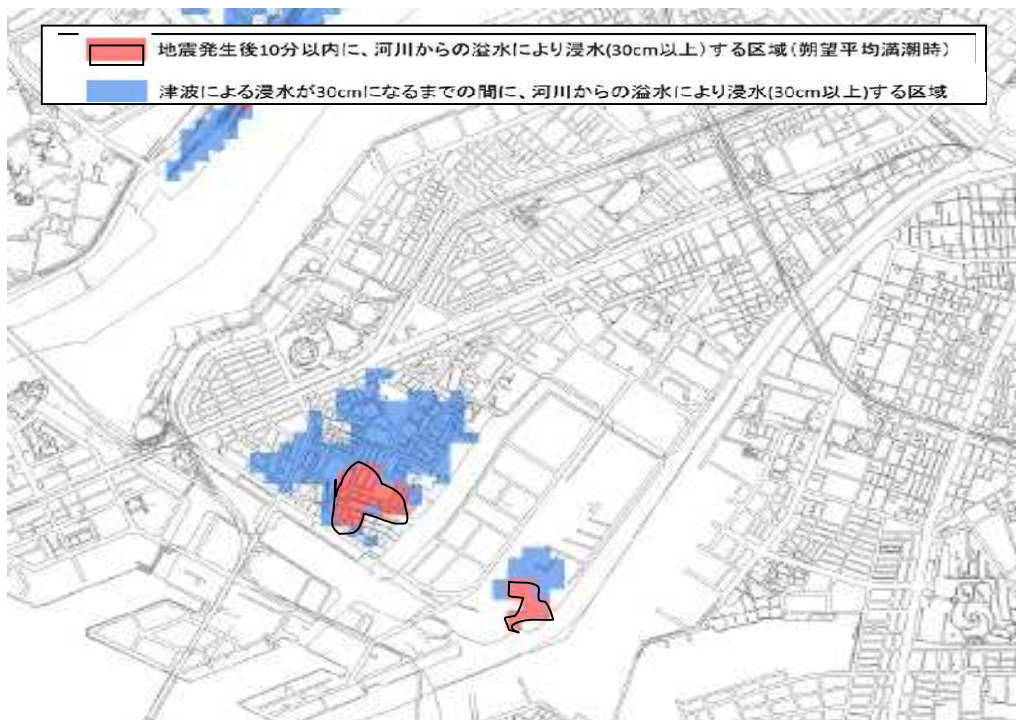 地震発生後10分以内に、河川からの溢水により浸水(30cm以上)する区域(朔望平均満潮時)
津波による浸水が30cmになるまでの間に、河川からの溢水により浸水(30cm以上)する区域